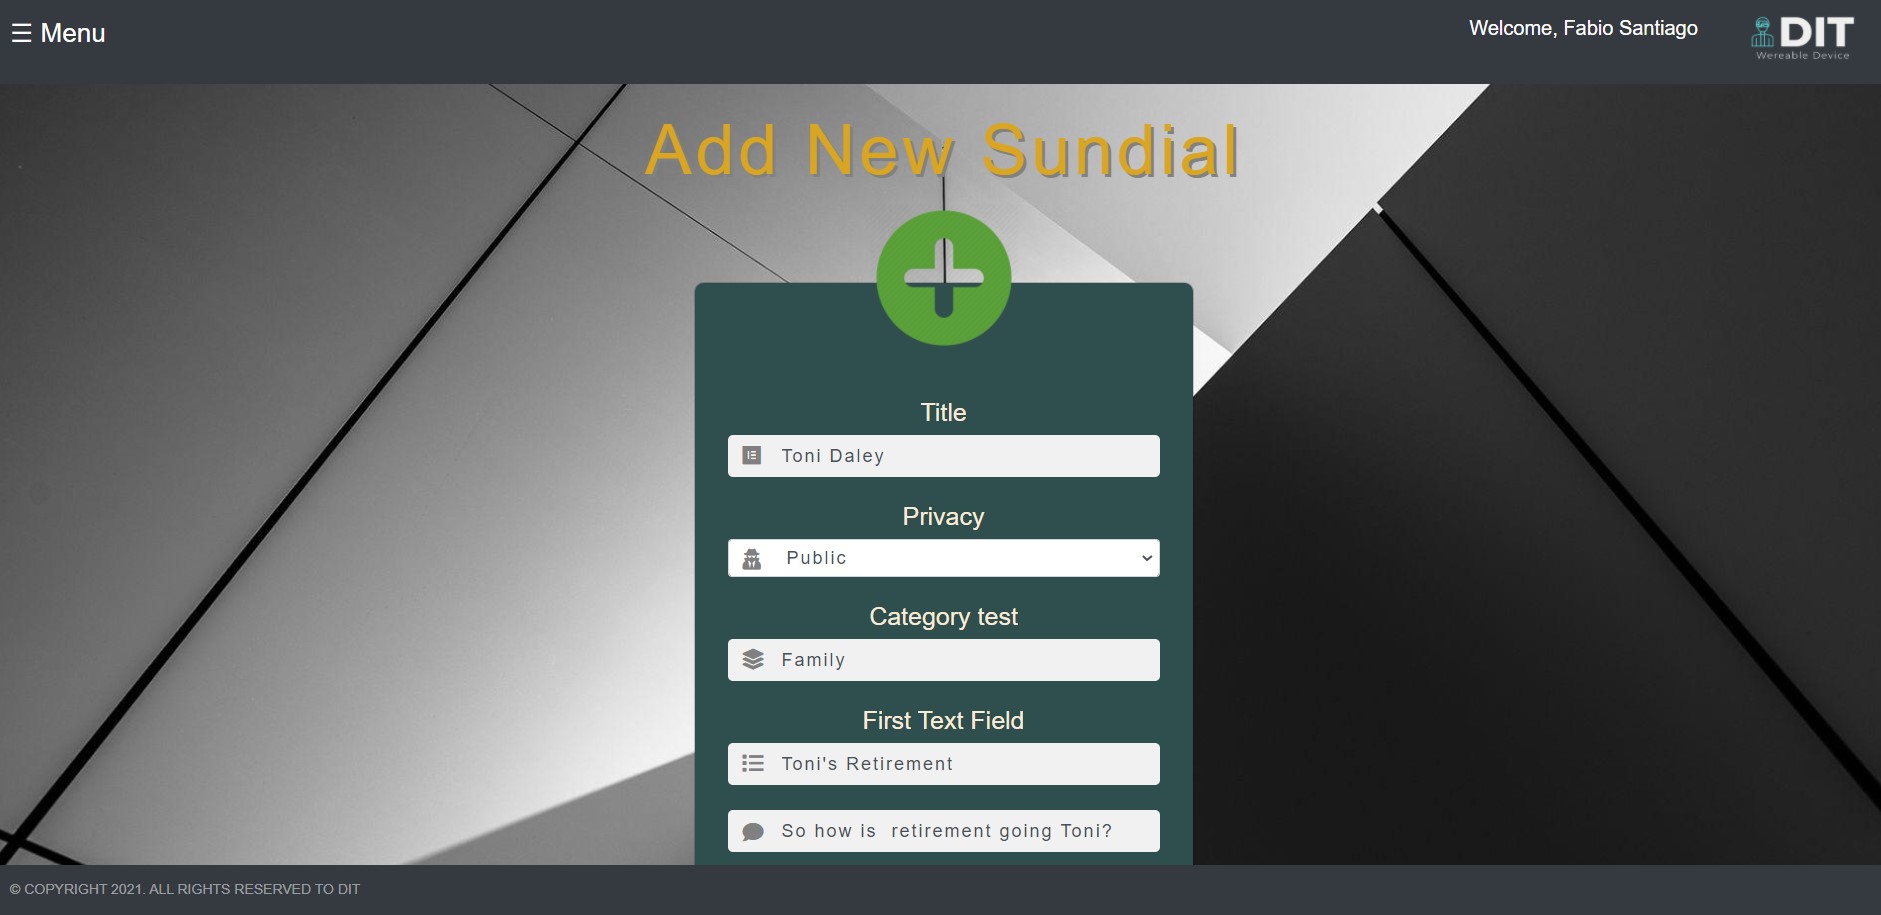 ☰ Menu
Welcome, Fabio Santiago
DIT
Wereable Device
Add New Sundial
Title
Toni Daley
Privacy
Public
Category test
Family
First Text Field
Toni's Retirement
So how is  retirement going Toni?
© COPYRIGHT 2021. ALL RIGHTS RESERVED TO DIT